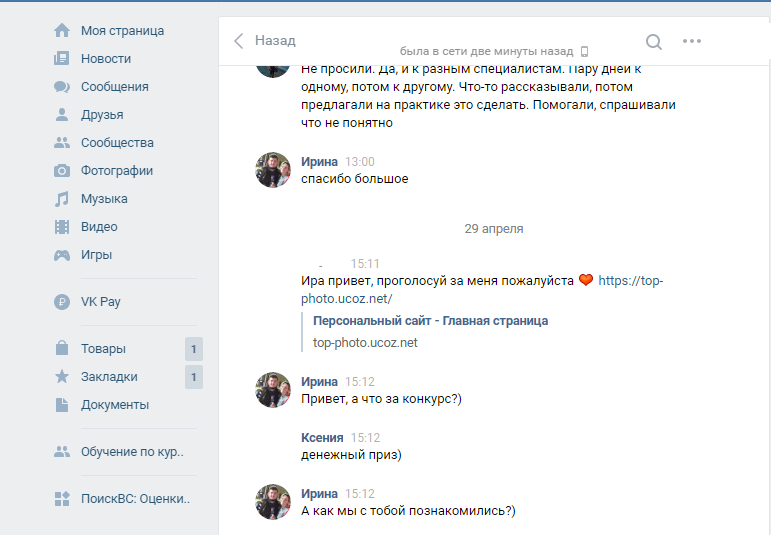 Моя страница
Новости
Сообщения
Друзья
Сообщества
Фотографии
Музыка
Видео
Игры
VK Pay
Товары 1
Закладки 1
Документы
Обучение по кур..
ПоискВС: Оценки..
Назад
была в сети две минуты назад
Не просили. Да, и к разным специалистам. Пару дней к
одному, потом к другому. Что-то рассказывали, потом
предлагали на практике это сделать. Помогали, спрашивали
что не понятно
Ирина 13:00
спасибо большое
29 апреля
15:11
Ира привет, проголосуй за меня пожалуйста ❤ https://top-
photo.ucoz.net/
Персональный сайт - Главная страница
top-photo.ucoz.net
Ирина 15:12
Привет, а что за конкурс?)
Ксения 15:12
денежный приз)
Ирина 15:12
А как мы с тобой познакомились?)